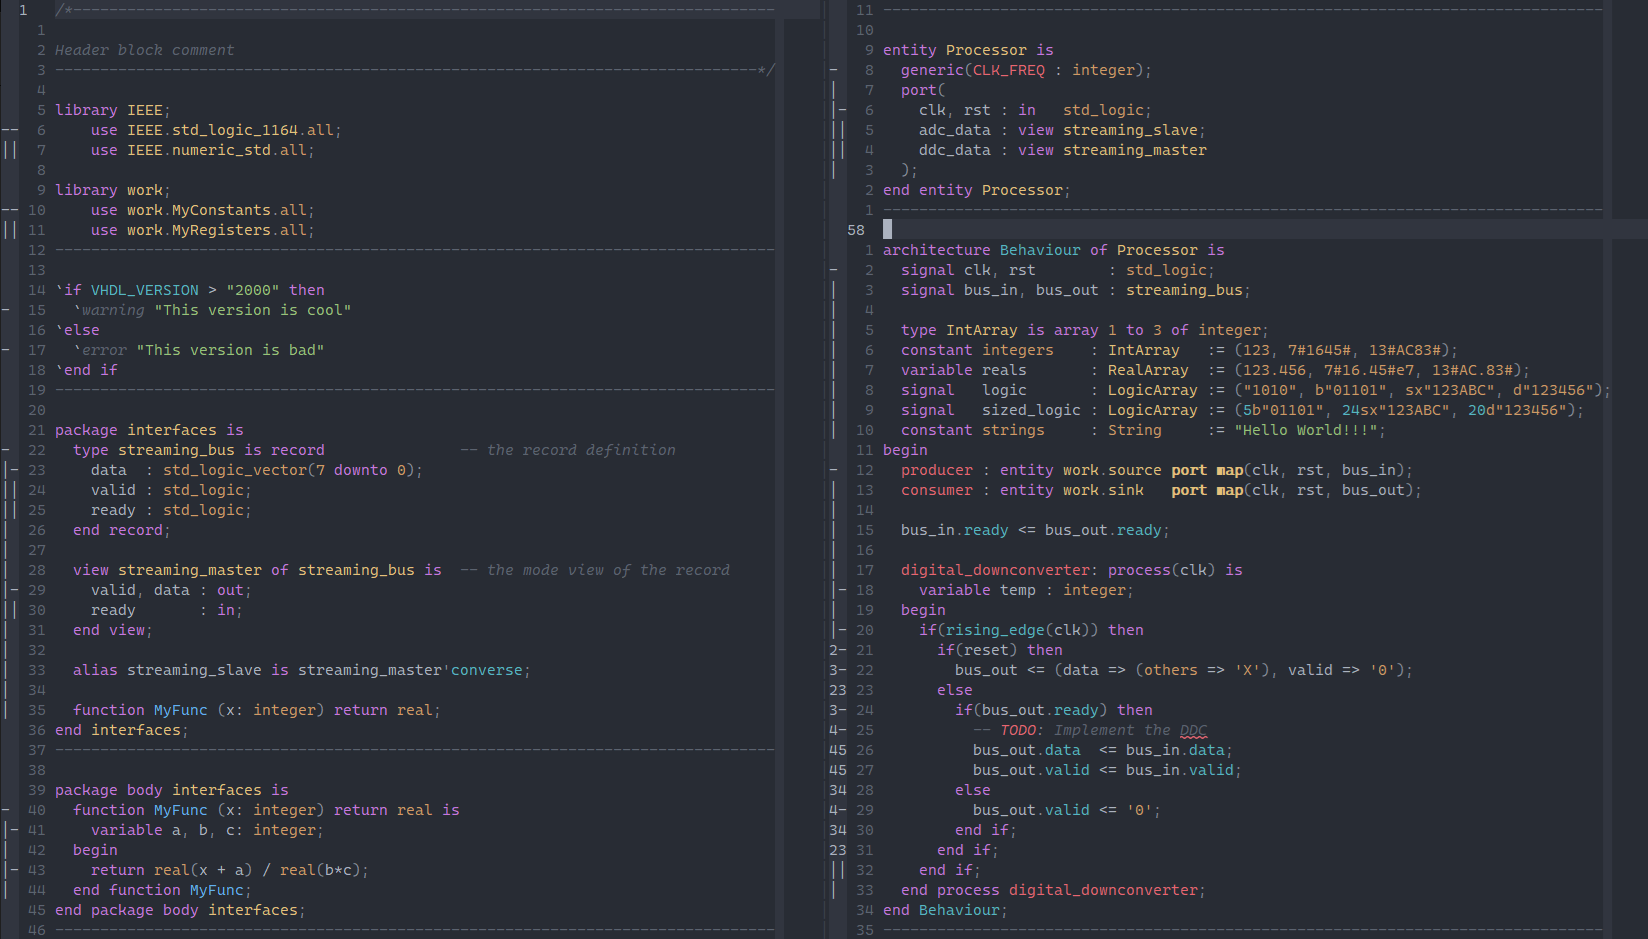 1 /*------------------------------------------------------------------------------
1
2 Header block comment
3 ------------------------------------------------------------------------------*/
4
5 library IEEE;
6     use IEEE.std_logic_1164.all;
7     use IEEE.numeric_std.all;
8
9 library work;
10     use work.MyConstants.all;
11     use work.MyRegisters.all;
12 --------------------------------------------------------------------------------
13
14 `if VHDL_VERSION > "2000" then
15   `warning "This version is cool"
16 `else
17   `error "This version is bad"
18 `end if
19 --------------------------------------------------------------------------------
20
21 package interfaces is
22   type streaming_bus is record               -- the record definition
23     data  : std_logic_vector(7 downto 0);
24     valid : std_logic;
25     ready : std_logic;
26   end record;
27
28   view streaming_master of streaming_bus is  -- the mode view of the record
29     valid, data : out;
30     ready       : in;
31   end view;
32
33   alias streaming_slave is streaming_master'converse;
34
35   function MyFunc (x: integer) return real;
36 end interfaces;
37 --------------------------------------------------------------------------------
38
39 package body interfaces is
40   function MyFunc (x: integer) return real is
41     variable a, b, c: integer;
42   begin
43     return real(x + a) / real(b*c);
44   end function MyFunc;
45 end package body interfaces;
46 --------------------------------------------------------------------------------
11 --------------------------------------------------------------------------------
10
9 entity Processor is
8   generic(CLK_FREQ : integer);
7   port(
6     clk, rst : in   std_logic;
5     adc_data : view streaming_slave;
4     ddc_data : view streaming_master
3   );
2 end entity Processor;
1 --------------------------------------------------------------------------------
58
1 architecture Behaviour of Processor is
2   signal clk, rst        : std_logic;
3   signal bus_in, bus_out : streaming_bus;
4
5   type IntArray is array 1 to 3 of integer;
6   constant integers    : IntArray   := (123, 7#1645#, 13#AC83#);
7   variable reals       : RealArray  := (123.456, 7#16.45#e7, 13#AC.83#);
8   signal   logic       : LogicArray := ("1010", b"01101", sx"123ABC", d"123456");
9   signal   sized_logic : LogicArray := (5b"01101", 24sx"123ABC", 20d"123456");
10   constant strings     : String     := "Hello World!!!";
11 begin
12   producer : entity work.source port map(clk, rst, bus_in);
13   consumer : entity work.sink   port map(clk, rst, bus_out);
14
15   bus_in.ready <= bus_out.ready;
16
17   digital_downconverter: process(clk) is
18     variable temp : integer;
19   begin
20     if(rising_edge(clk)) then
2- 21       if(reset) then
3- 22         bus_out <= (data => (others => 'X'), valid => '0');
23 23       else
3- 24         if(bus_out.ready) then
4- 25           -- TODO: Implement the DDC
45 26           bus_out.data  <= bus_in.data;
45 27           bus_out.valid <= bus_in.valid;
34 28         else
4- 29           bus_out.valid <= '0';
34 30         end if;
23 31       end if;
32     end if;
33   end process digital_downconverter;
34 end Behaviour;
35 --------------------------------------------------------------------------------